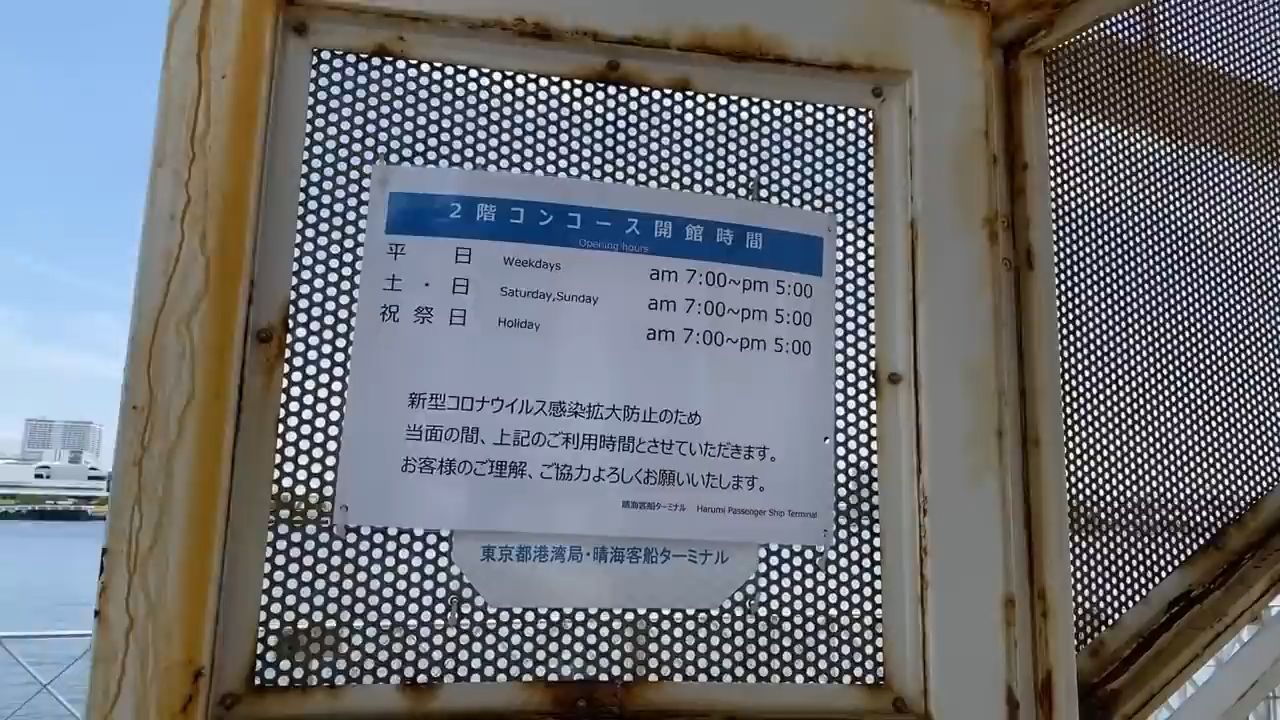 2階コンコース開館時間
Opening hours
平 日 Weekdays am 7:00~pm 5:00
土・日 Saturday,Sunday am 7:00~pm 5:00
祝祭日 Holiday am 7:00~pm 5:00
新型コロナウイルス感染拡大防止のため
当面の間、上記のご利用時間とさせていただきます。
お客様のご理解、ご協力よろしくお願いいたします。
晴海客船ターミナル Harumi Passenger Ship Terminal
東京都港湾局・晴海客船ターミナル